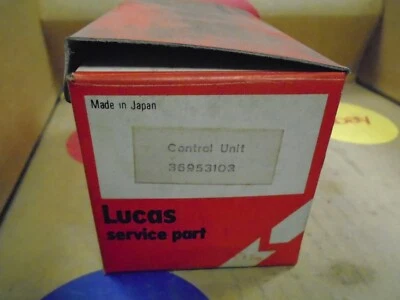 Made in Japan
Control Unit
35953103
Lucas
service part